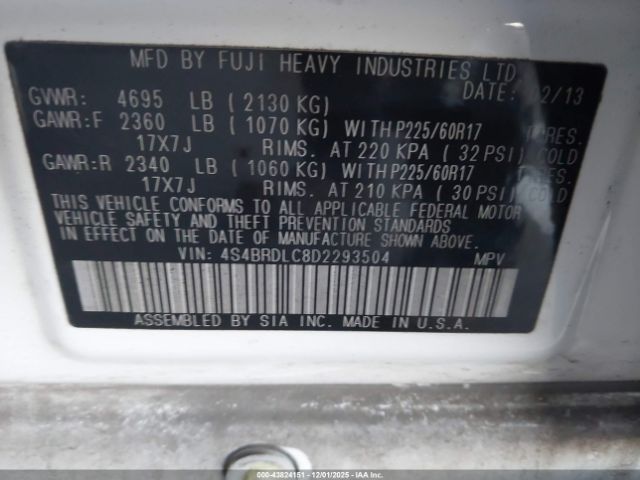 MFD BY FUJI HEAVY INDUSTRIES LTD.
DATE: 2/13
GVWR: 4695 LB (2130 KG)
GAWR:F 2360 LB (1070 KG) WITH P225/60R17
17X7J RIMS. AT 220 KPA (32 PSI) COLD
GAWR:R 2340 LB (1060 KG) WITH P225/60R17
17X7J RIMS. AT 210 KPA (30 PSI) COLD
THIS VEHICLE CONFORMS TO ALL APPLICABLE FEDERAL MOTOR
VEHICLE SAFETY AND THEFT PREVENTION STANDARDS
IN EFFECT ON THE DATE OF MANUFACTURE SHOWN ABOVE.
VIN: 4S4BRDLC8D2293504 MPV
ASSEMBLED BY SIA INC. MADE IN U.S.A.
IAA 000-43824151 - 12/01/2025 - IAAI.COM